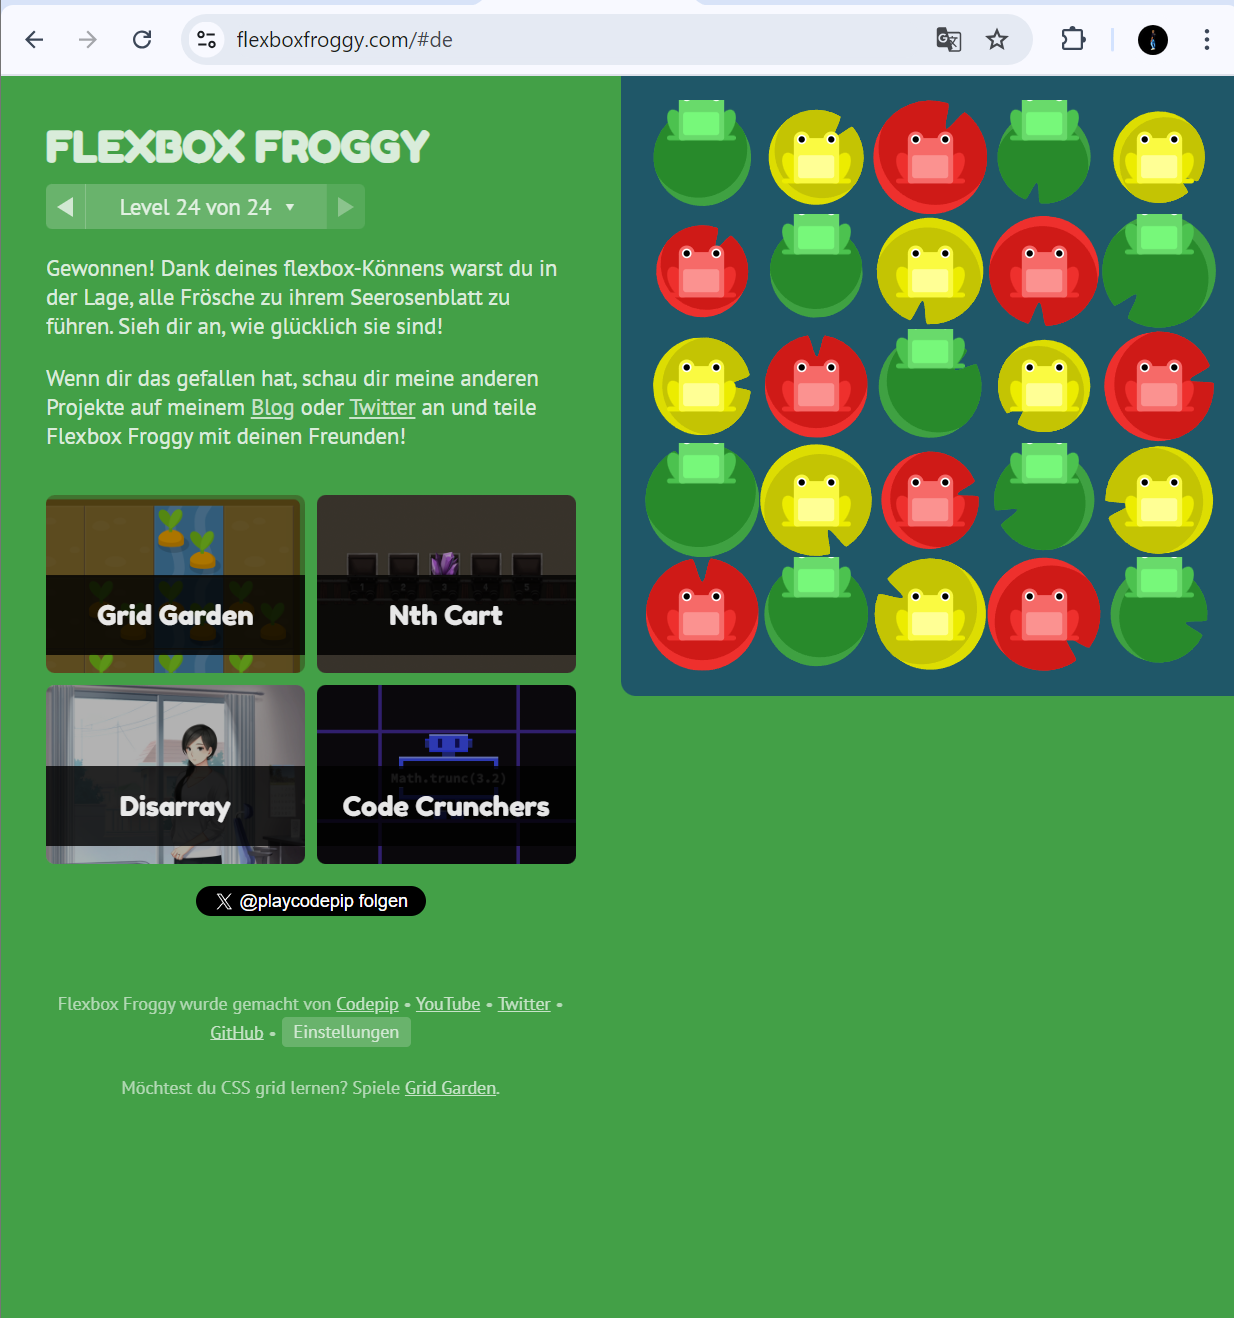 flexboxfroggy.com/#de
FLEXBOX FROGGY
Level 24 von 24
Gewonnen! Dank deines flexbox-Könnens warst du in
der Lage, alle Frösche zu ihrem Seerosenblatt zu
führen. Sieh dir an, wie glücklich sie sind!
Wenn dir das gefallen hat, schau dir meine anderen
Projekte auf meinem Blog oder Twitter an und teile
Flexbox Froggy mit deinen Freunden!
Grid Garden
Nth Cart
Math.trunc(3.2)
Disarray
Code Crunchers
@playcodepip folgen
Flexbox Froggy wurde gemacht von Codepip • YouTube • Twitter •
GitHub • Einstellungen
Möchtest du CSS grid lernen? Spiele Grid Garden.